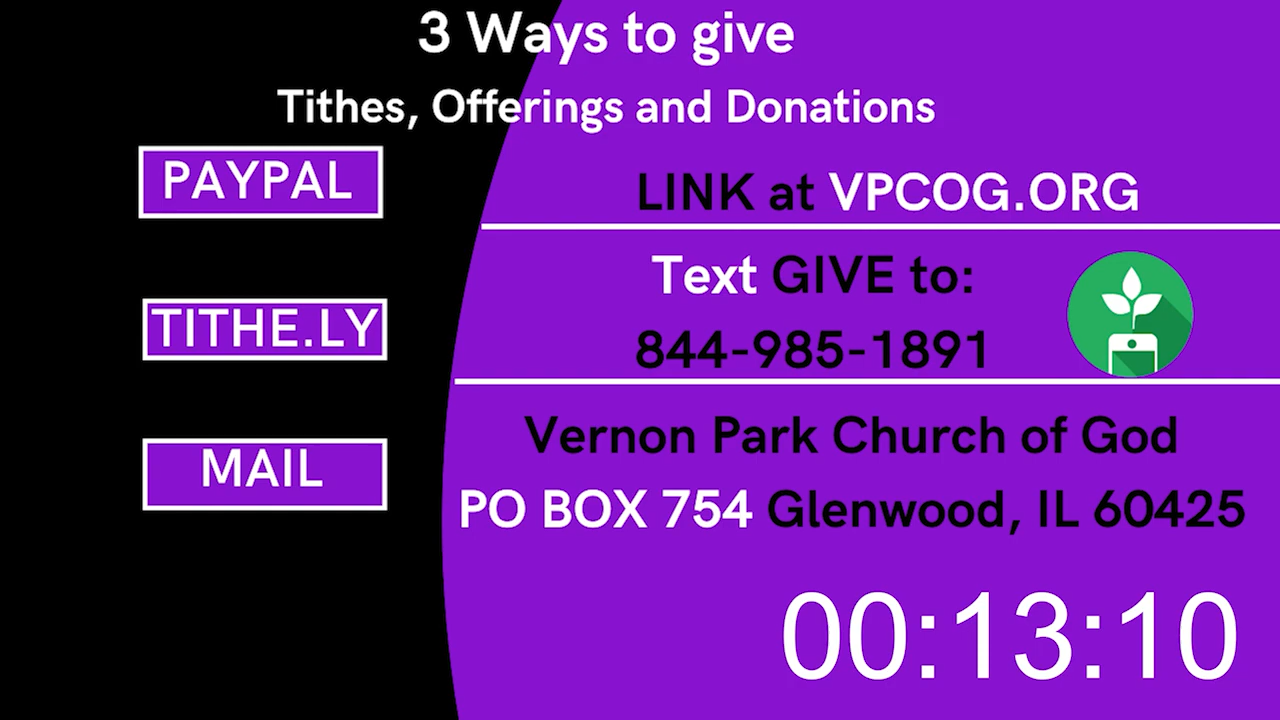 3 Ways to give
Tithes, Offerings and Donations
PAYPAL
LINK at VPCOG.ORG
TITHE.LY
Text GIVE to:
844-985-1891
MAIL
Vernon Park Church of God
PO BOX 754 Glenwood, IL 60425
00:13:10